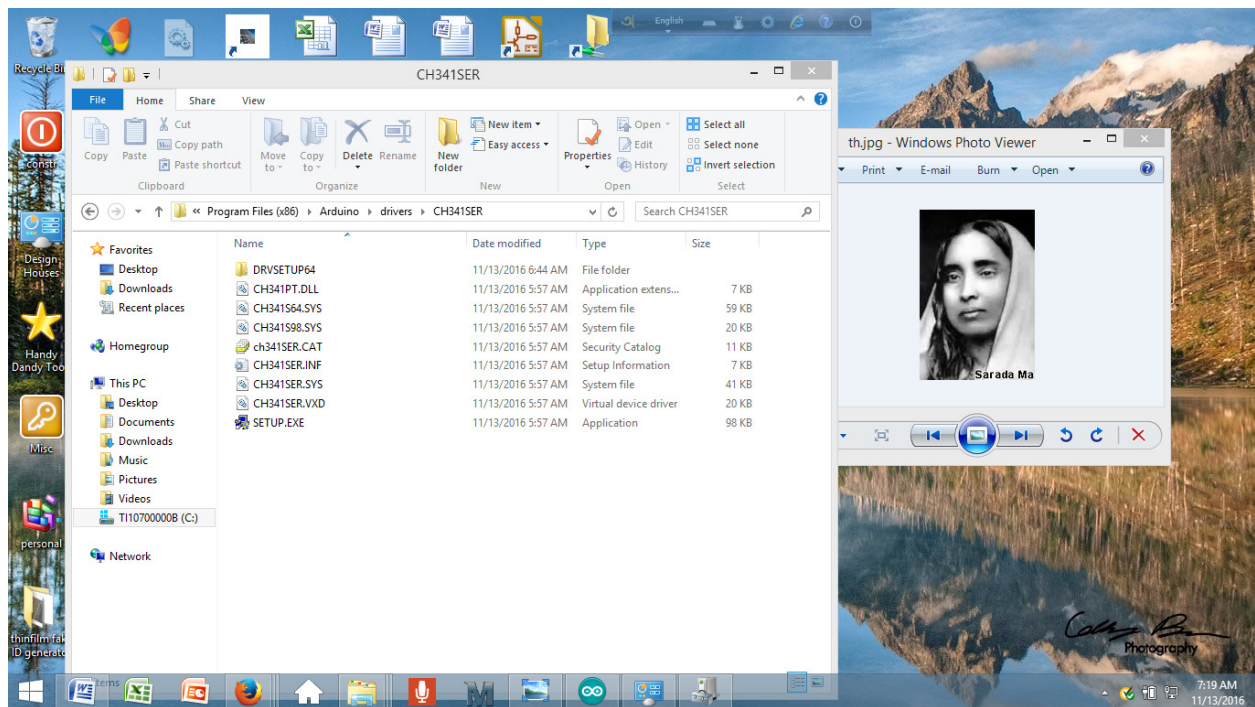 English
Recycle Bi
CH341SER
File Home Share View
Cut
Copy path
Paste shortcut
Copy Paste
Move to
Copy to
Delete Rename
New folder
New item
Easy access
Properties
Open
Edit
History
Select all
Select none
Invert selection
Clipboard Organize New Open Select
« Program Files (x86) Arduino drivers CH341SER
Search CH341SER
Name Date modified Type Size
DRVSETUP64 11/13/2016 6:44 AM File folder
CH341PT.DLL 11/13/2016 5:57 AM Application extens... 7 KB
CH341S64.SYS 11/13/2016 5:57 AM System file 59 KB
CH341S98.SYS 11/13/2016 5:57 AM System file 20 KB
ch341SER.CAT 11/13/2016 5:57 AM Security Catalog 11 KB
CH341SER.INF 11/13/2016 5:57 AM Setup Information 7 KB
CH341SER.SYS 11/13/2016 5:57 AM System file 41 KB
CH341SER.VXD 11/13/2016 5:57 AM Virtual device driver 20 KB
SETUP.EXE 11/13/2016 5:57 AM Application 98 KB
Favorites
Desktop
Downloads
Recent places
Homegroup
This PC
Desktop
Documents
Downloads
Music
Pictures
Videos
TI10700000B (C:)
Network
constr
Design
Houses
Handy
Dandy Too
Misc
personal
thinfilm fal
ID generato
th.jpg - Windows Photo Viewer
Print E-mail Burn Open
Sarada Ma
Photography
items
7:19 AM
11/13/2016